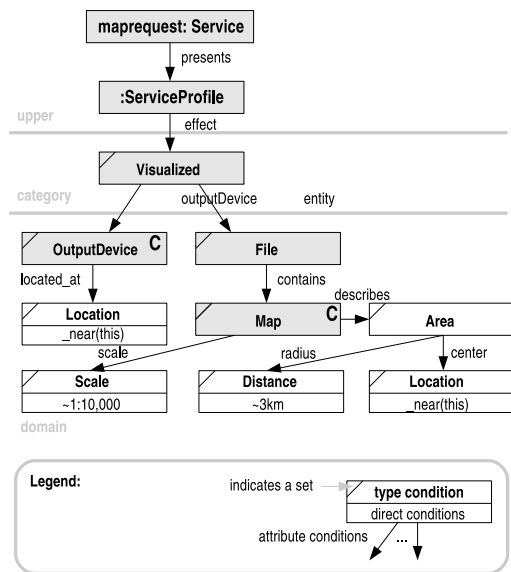 maprequest: Service
presents
:ServiceProfile
upper
effect
Visualized
category
outputDevice
entity
OutputDevice C
File
located_at
contains
Location
_near(this)
describes
Map C
Area
scale
radius
center
Scale
~1:10,000
Distance
~3km
Location
_near(this)
domain
Legend:
indicates a set
type condition
direct conditions
attribute conditions
...